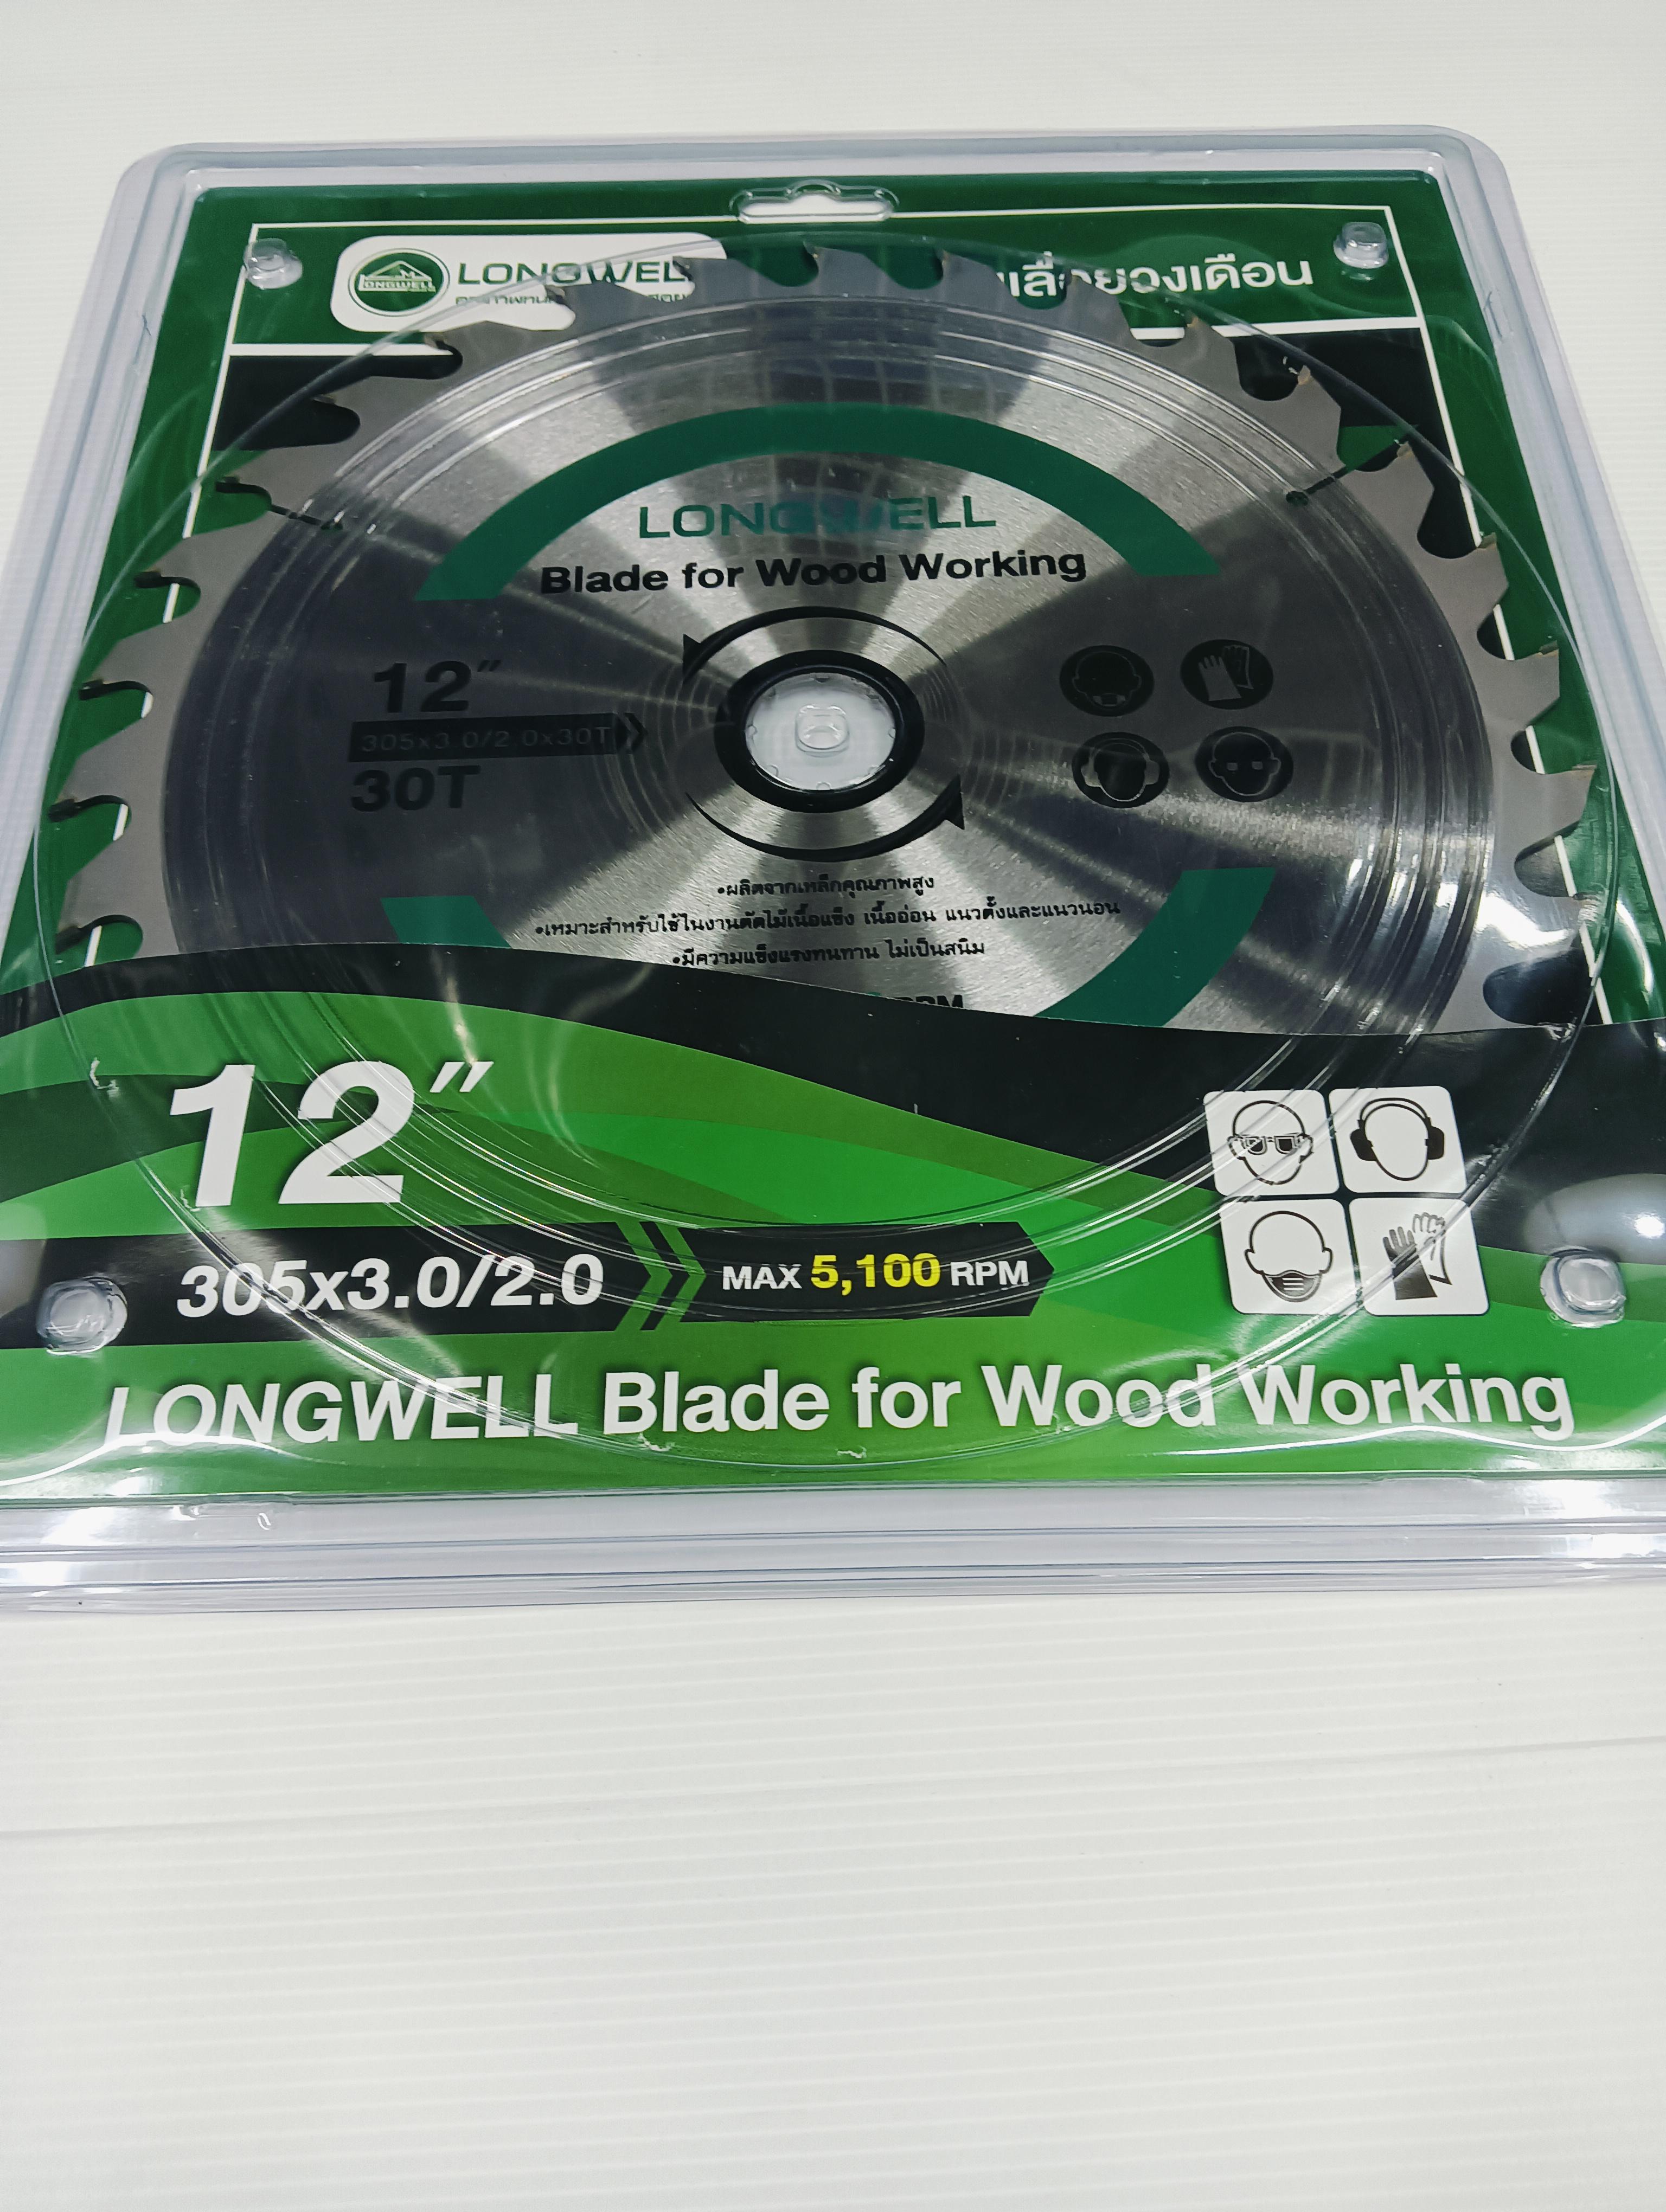 LONGWELL
LONGWEL
เลื่อยวงเดือน
LONGWELL
Blade for Wood Working
12″
305x3.0/2.0x30T
30T
•ผลิตจากเหล็กคุณภาพสูง
•เหมาะสำหรับใช้ในงานตัดไม้เนื้อแข็ง เนื้ออ่อน แนวตั้งและแนวนอน
•มีความแข็งแรงทนทาน ไม่เป็นสนิม
RPM
12″
305x3.0/2.0
MAX 5,100 RPM
LONGWELL Blade for Wood Working